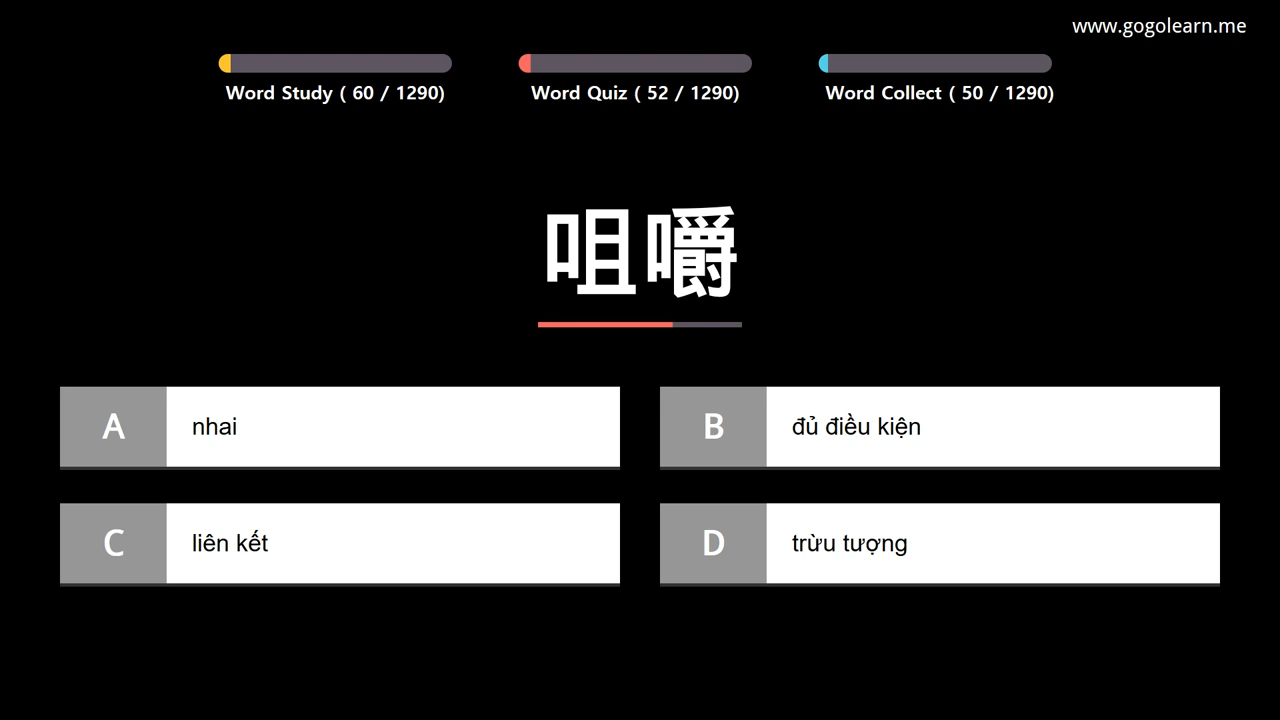 www.gogolearn.me
Word Study ( 60 / 1290)
Word Quiz ( 52 / 1290)
Word Collect ( 50 / 1290)
咀嚼
A nhai
B đủ điều kiện
C liên kết
D trừu tượng